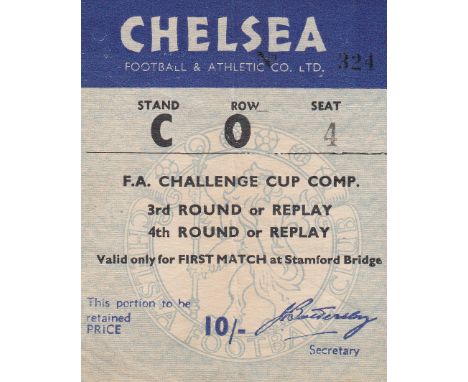 CHELSEA
FOOTBALL & ATHLETIC CO. LTD. Nº 324
STAND ROW SEAT
C O 4
F.A. CHALLENGE CUP COMP.
3rd ROUND or REPLAY
4th ROUND or REPLAY
Valid only for FIRST MATCH at Stamford Bridge
This portion to be
retained
PRICE 10/-
Secretary